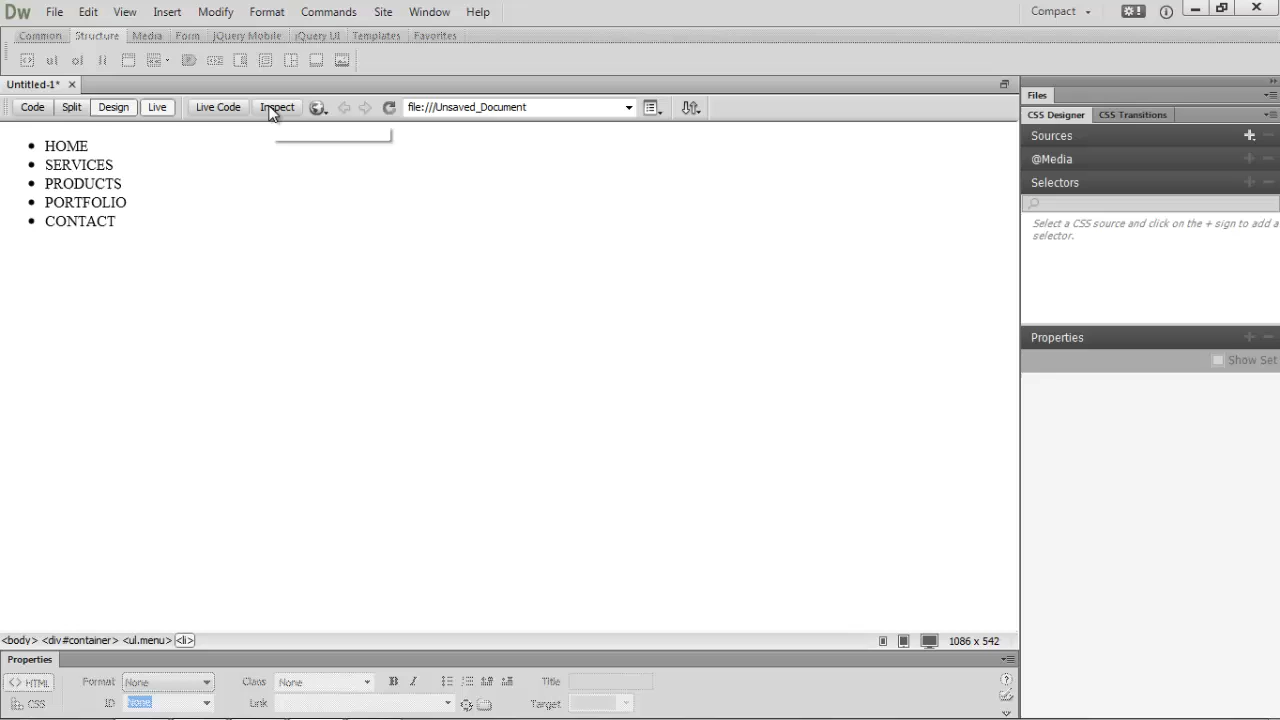 Dw File Edit View Insert Modify Format Commands Site Window Help Compact
Common Structure Media Form jQuery Mobile jQuery UI Templates Favorites
Untitled-1*
Files
Code Split Design Live Live Code Inspect file:///Unsaved_Document
CSS Designer CSS Transitions
Sources
HOME
@Media
SERVICES
Selectors
PRODUCTS
PORTFOLIO
CONTACT
Select a CSS source and click on the + sign to add a
selector.
Properties
Show Set
<body> <div#container> <ul.menu> <li> 1086 x 542
Properties
<> HTML Format None Class None B I Title
CSS ID None Link Target